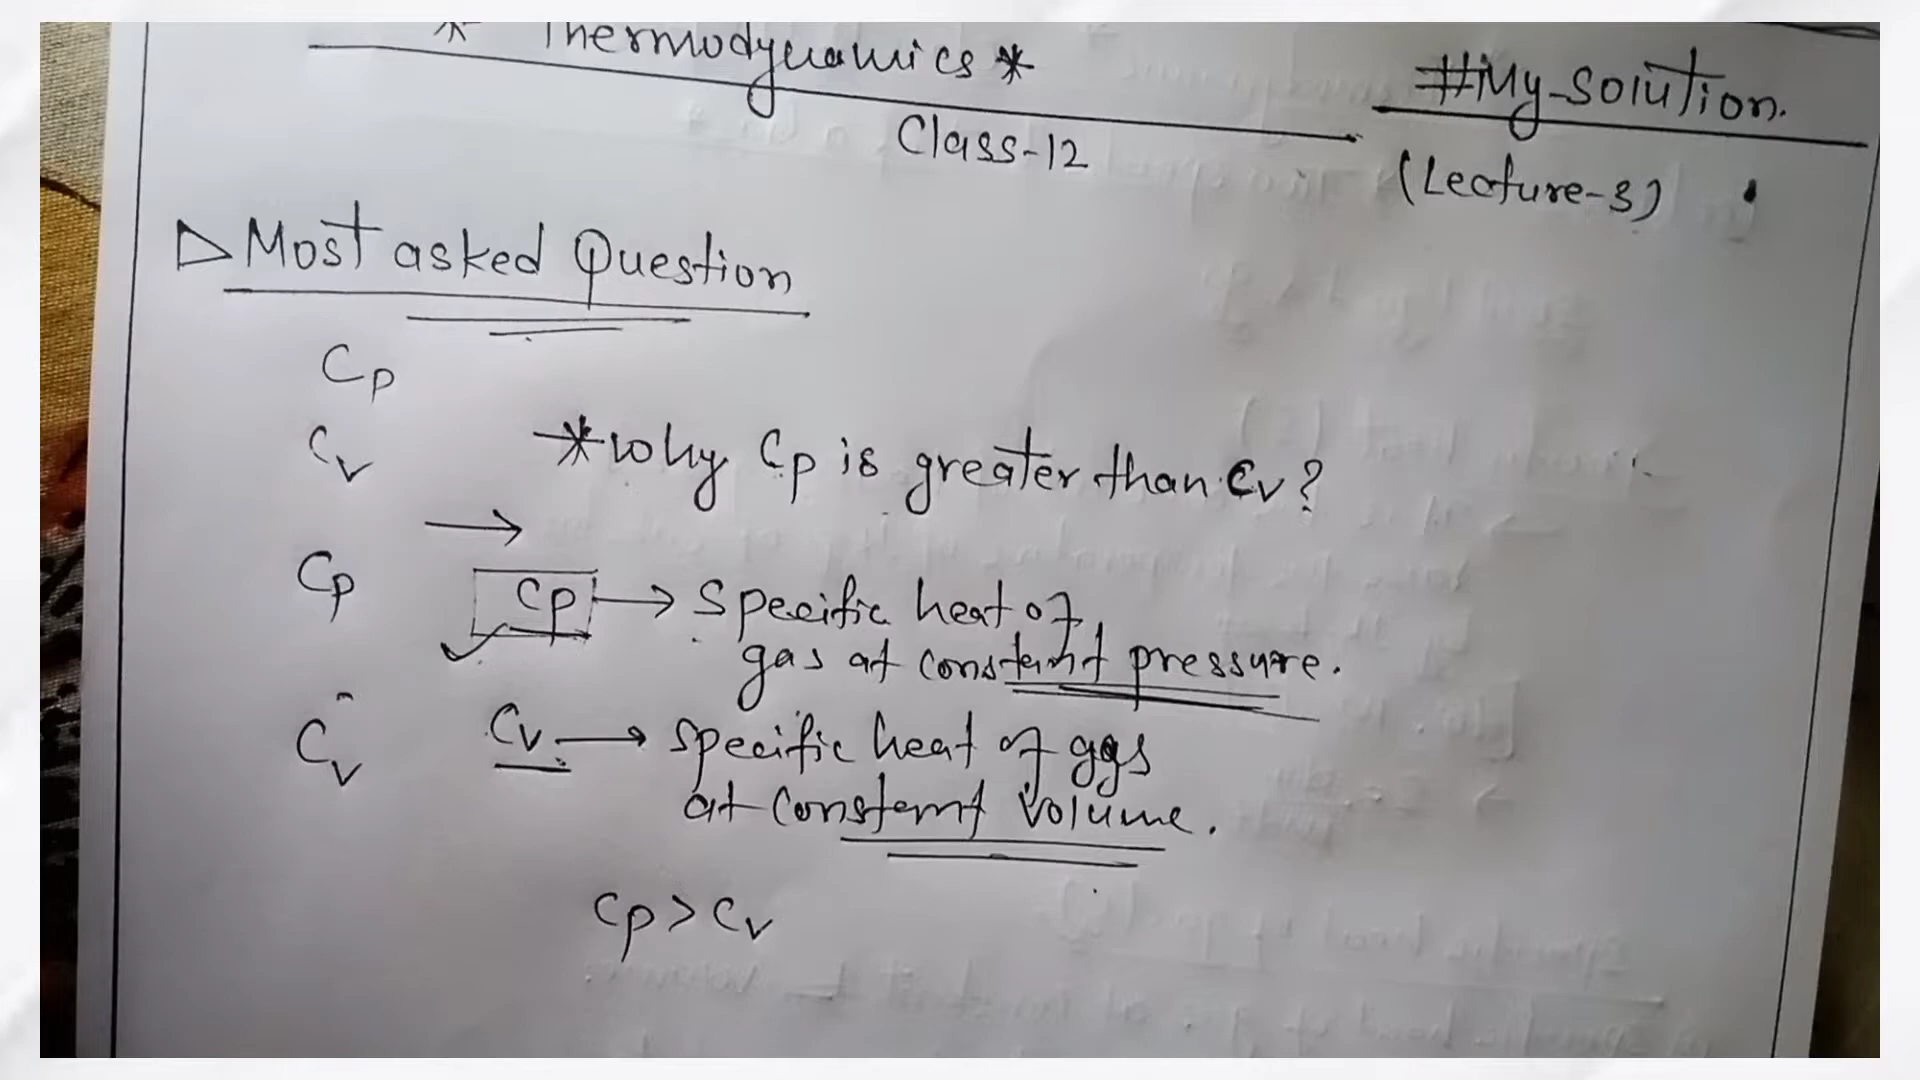 * Thermodynamics *
#My-Solution.
Class-12
(Lecture-3)
▷ Most asked Question
Cp
Cv
* Why Cp is greater than Cv?
→
Cp
Cp → Specific heat of
gas at constant pressure.
Cv
Cv → Specific heat of gas
at constant volume.
Cp > Cv